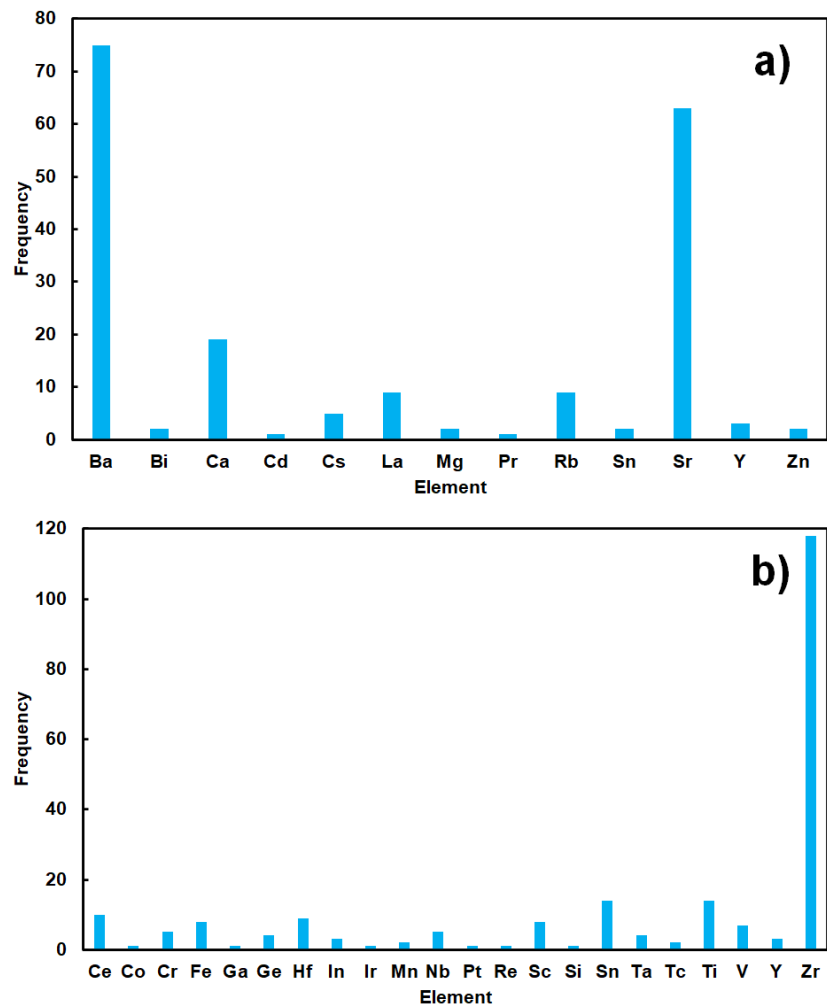 a)
Frequency
80
70
60
50
40
30
20
10
0
Ba Bi Ca Cd Cs La Mg Pr Rb Sn Sr Y Zn
Element
b)
Frequency
120
100
80
60
40
20
0
Ce Co Cr Fe Ga Ge Hf In Ir Mn Nb Pt Re Sc Si Sn Ta Tc Ti V Y Zr
Element